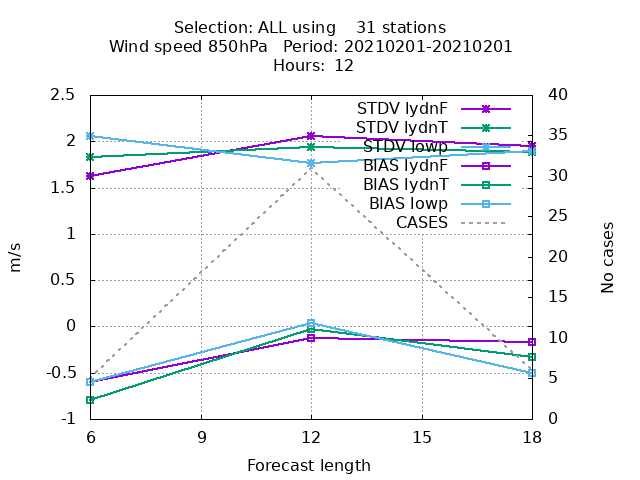 Selection: ALL using    31 stations
Wind speed 850hPa   Period: 20210201-20210201
Hours:  12
2.5
2
1.5
1
0.5
0
-0.5
-1
m/s
STDV lydnF
STDV lydnT
STDV lowp
BIAS lydnF
BIAS lydnT
BIAS lowp
CASES
40
35
30
25
20
15
10
5
0
No cases
6
9
12
15
18
Forecast length